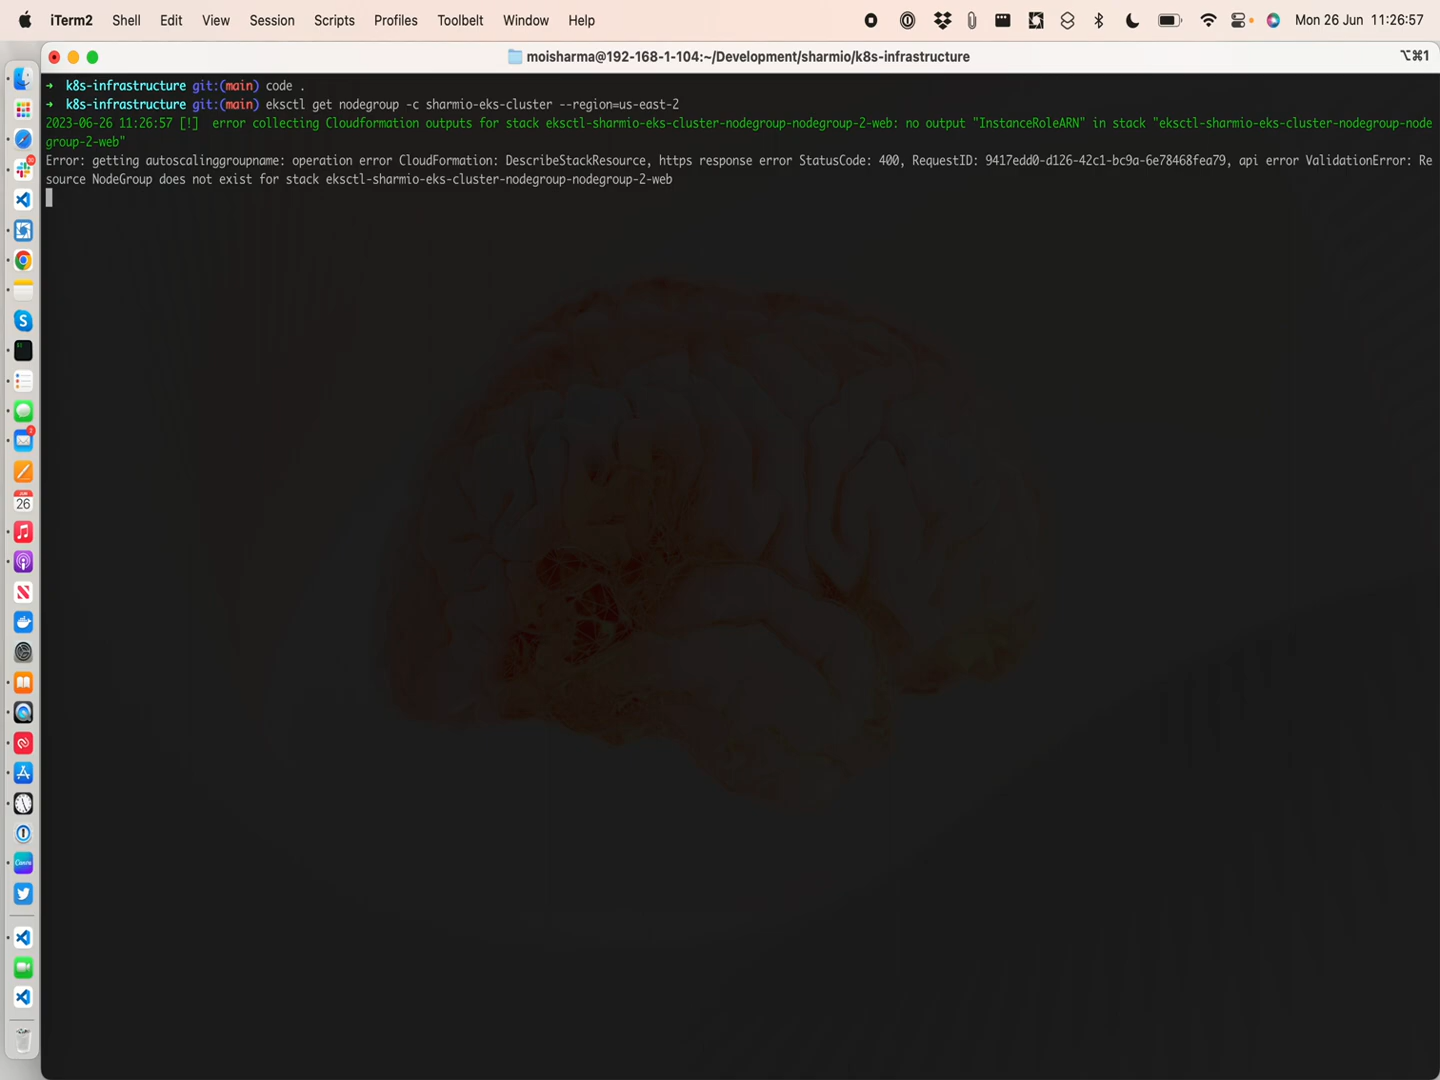 iTerm2 Shell Edit View Session Scripts Profiles Toolbelt Window Help Mon 26 Jun 11:26:57
moisharma@192-168-1-104:~/Development/sharmio/k8s-infrastructure ⌥⌘1
➜ k8s-infrastructure git:(main) code .
➜ k8s-infrastructure git:(main) eksctl get nodegroup -c sharmio-eks-cluster --region=us-east-2
2023-06-26 11:26:57 [!] error collecting Cloudformation outputs for stack eksctl-sharmio-eks-cluster-nodegroup-nodegroup-2-web: no output "InstanceRoleARN" in stack "eksctl-sharmio-eks-cluster-nodegroup-node
group-2-web"
Error: getting autoscalinggroupname: operation error CloudFormation: DescribeStackResource, https response error StatusCode: 400, RequestID: 9417edd0-d126-42c1-bc9a-6e78468fea79, api error ValidationError: Re
source NodeGroup does not exist for stack eksctl-sharmio-eks-cluster-nodegroup-nodegroup-2-web
S
2
26
Canva